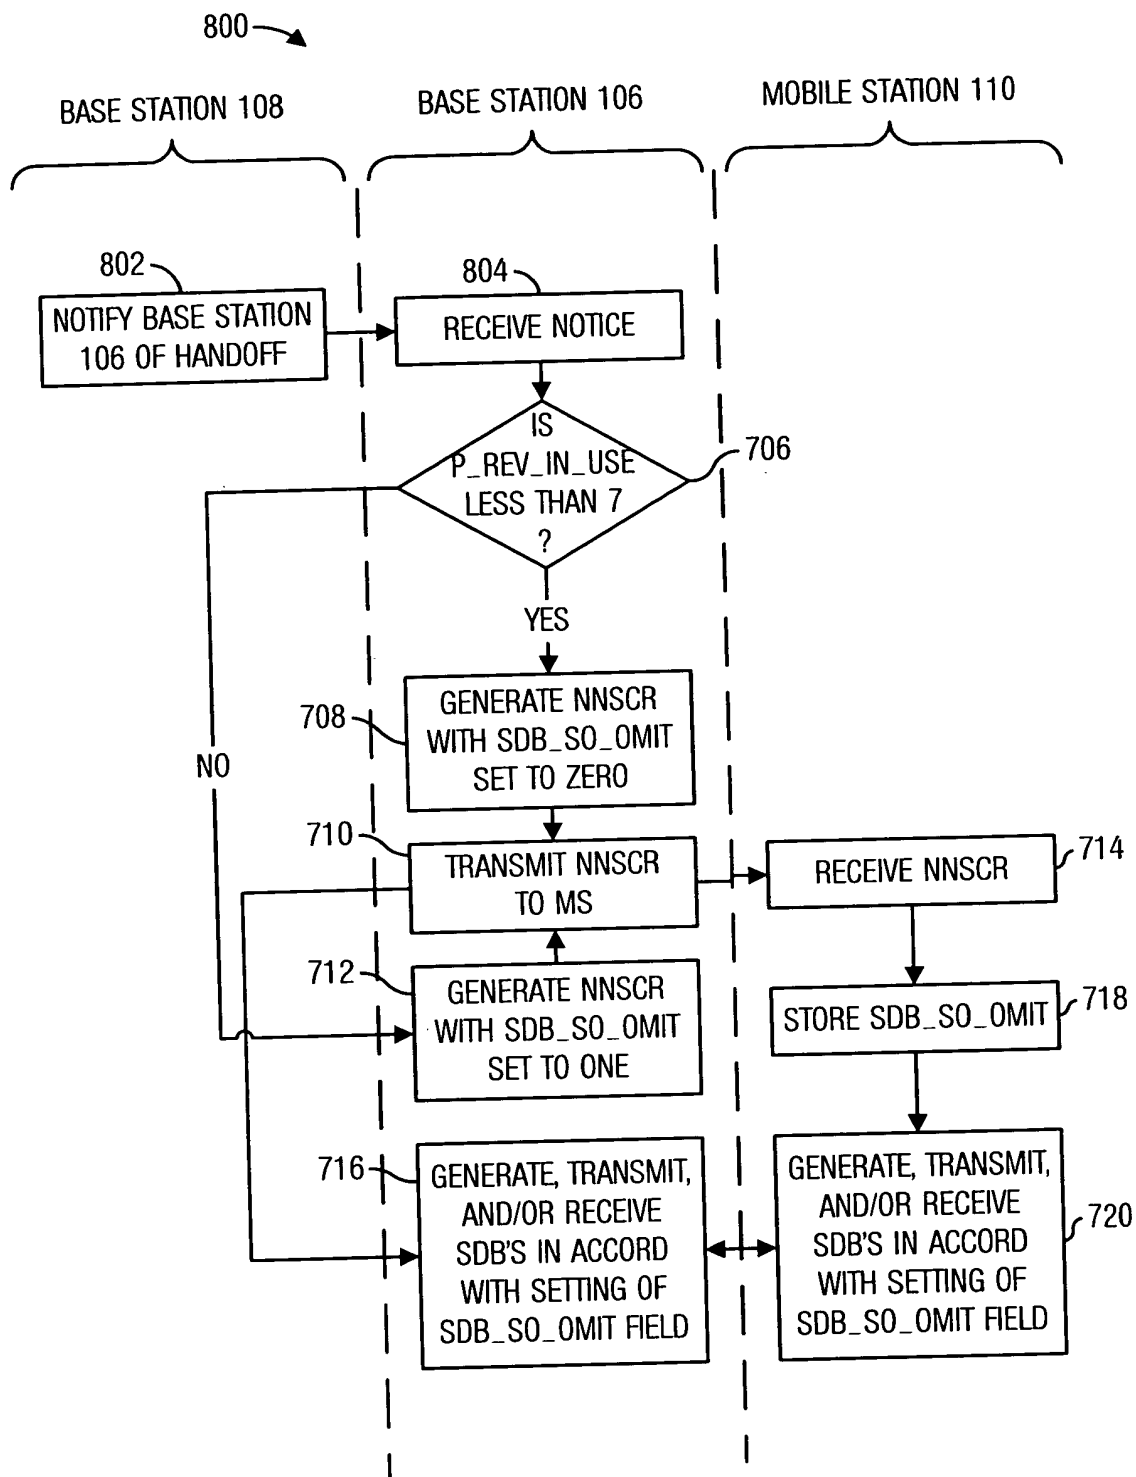 800
BASE STATION 108
BASE STATION 106
MOBILE STATION 110
802
NOTIFY BASE STATION
106 OF HANDOFF
804
RECEIVE NOTICE
IS
P_REV_IN_USE
LESS THAN 7
?
706
YES
NO
708
GENERATE NNSCR
WITH SDB_SO_OMIT
SET TO ZERO
710
TRANSMIT NNSCR
TO MS
714
RECEIVE NNSCR
712
GENERATE NNSCR
WITH SDB_SO_OMIT
SET TO ONE
718
STORE SDB_SO_OMIT
716
GENERATE, TRANSMIT,
AND/OR RECEIVE
SDB'S IN ACCORD
WITH SETTING OF
SDB_SO_OMIT FIELD
720
GENERATE, TRANSMIT,
AND/OR RECEIVE
SDB'S IN ACCORD
WITH SETTING OF
SDB_SO_OMIT FIELD